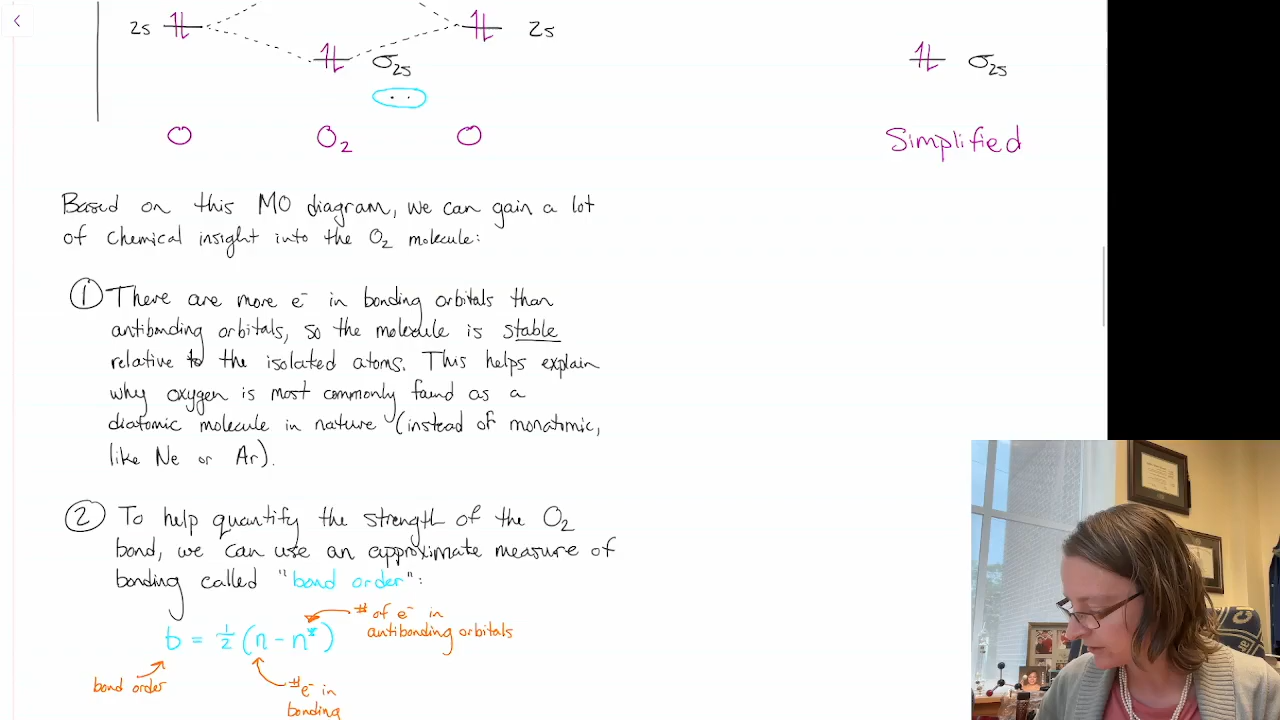 2s 2s
σ2s σ2s
O O2 O Simplified
Based on this MO diagram, we can gain a lot
of chemical insight into the O2 molecule:
① There are more e- in bonding orbitals than
antibonding orbitals, so the molecule is stable
relative to the isolated atoms. This helps explain
why oxygen is most commonly found as a
diatomic molecule in nature (instead of monatomic,
like Ne or Ar).
② To help quantify the strength of the O2
bond, we can use an approximate measure of
bonding called "bond order":
# of e- in
antibonding orbitals
b = ½ (n - n*)
bond order
# e- in
bonding